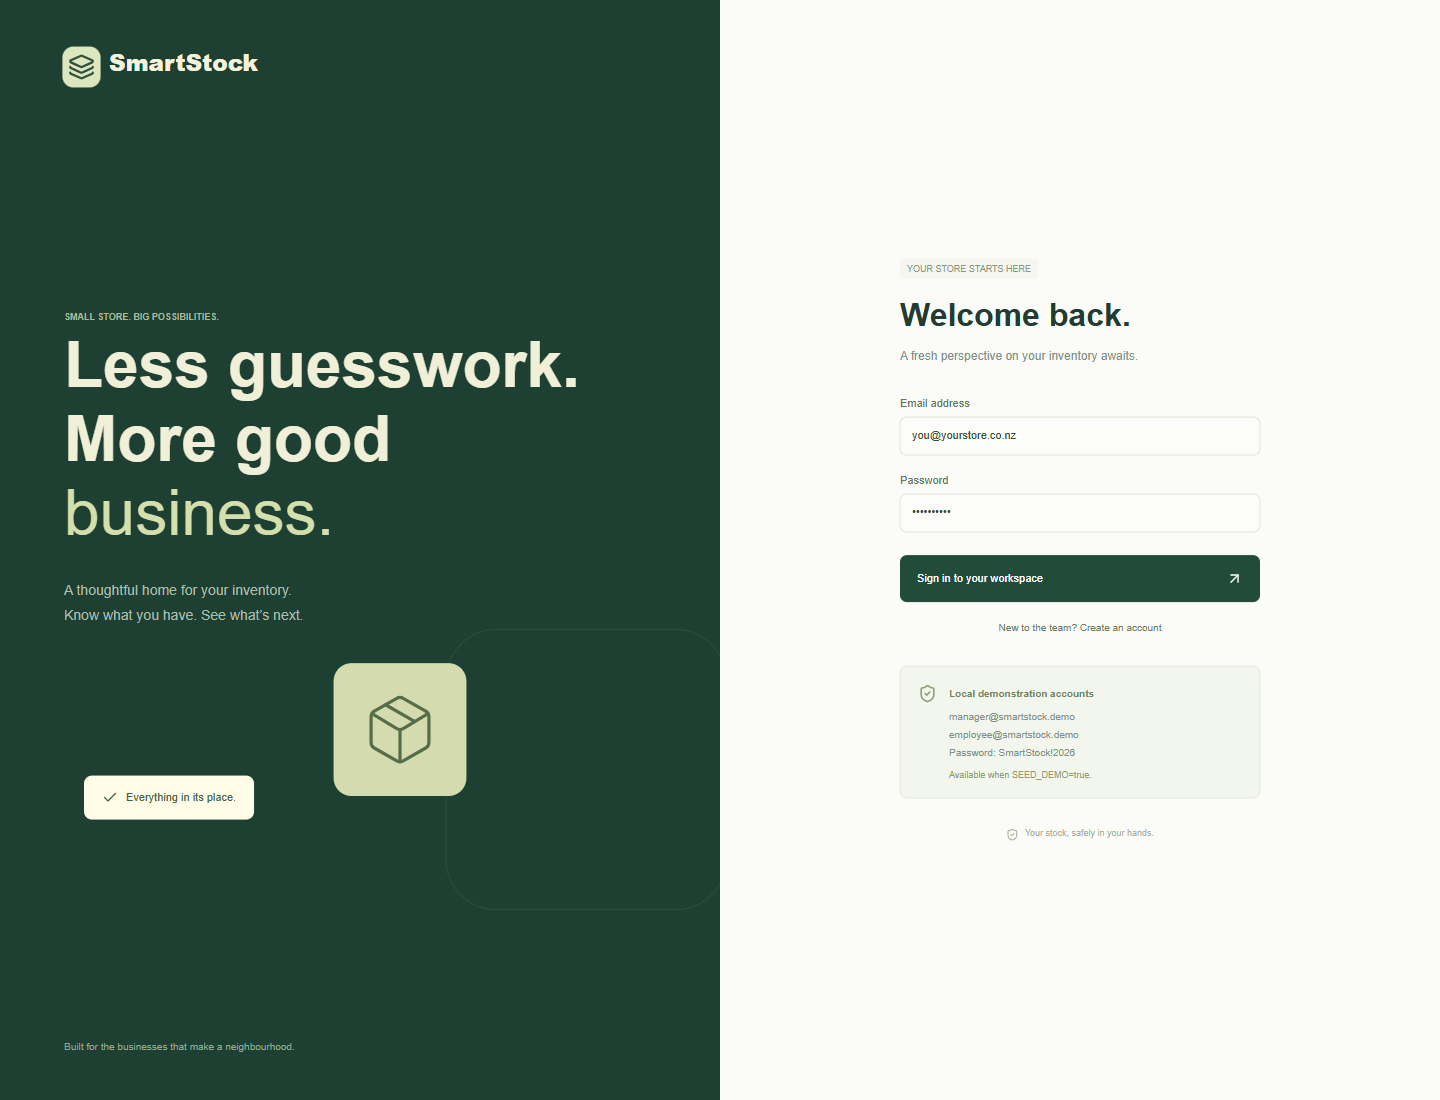 SmartStock
SMALL STORE. BIG POSSIBILITIES.
Less guesswork.
More good
business.
A thoughtful home for your inventory.
Know what you have. See what's next.
Everything in its place.
Built for the businesses that make a neighbourhood.
YOUR STORE STARTS HERE
Welcome back.
A fresh perspective on your inventory awaits.
Email address
you@yourstore.co.nz
Password
••••••••••
Sign in to your workspace
New to the team? Create an account
Local demonstration accounts
manager@smartstock.demo
employee@smartstock.demo
Password: SmartStock!2026
Available when SEED_DEMO=true.
Your stock, safely in your hands.